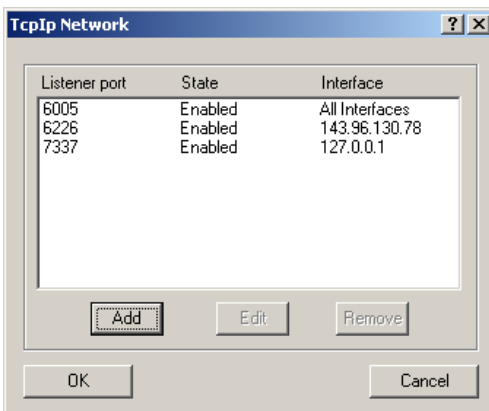 TcpIp Network
Listener port State Interface
6005 Enabled All Interfaces
6226 Enabled 143.96.130.78
7337 Enabled 127.0.0.1
Add Edit Remove
OK Cancel